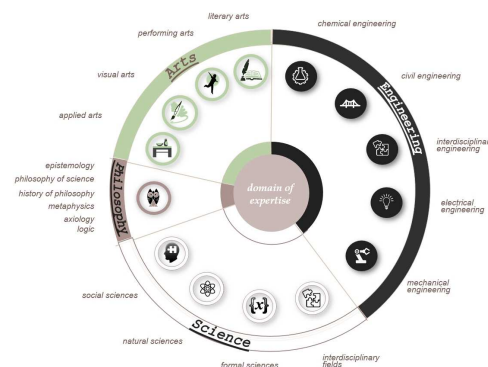 literary arts
performing arts
visual arts
applied arts
Arts
chemical engineering
civil engineering
interdisciplinar
engineering
electrical
engineering
mechanical
engineering
Engineering
epistemology
philosophy of science
history of philosophy
metaphysics
axiology
logic
Philosophy
domain of
expertise
social sciences
natural sciences
formal sciences
interdisciplinary
fields
Science
{x}